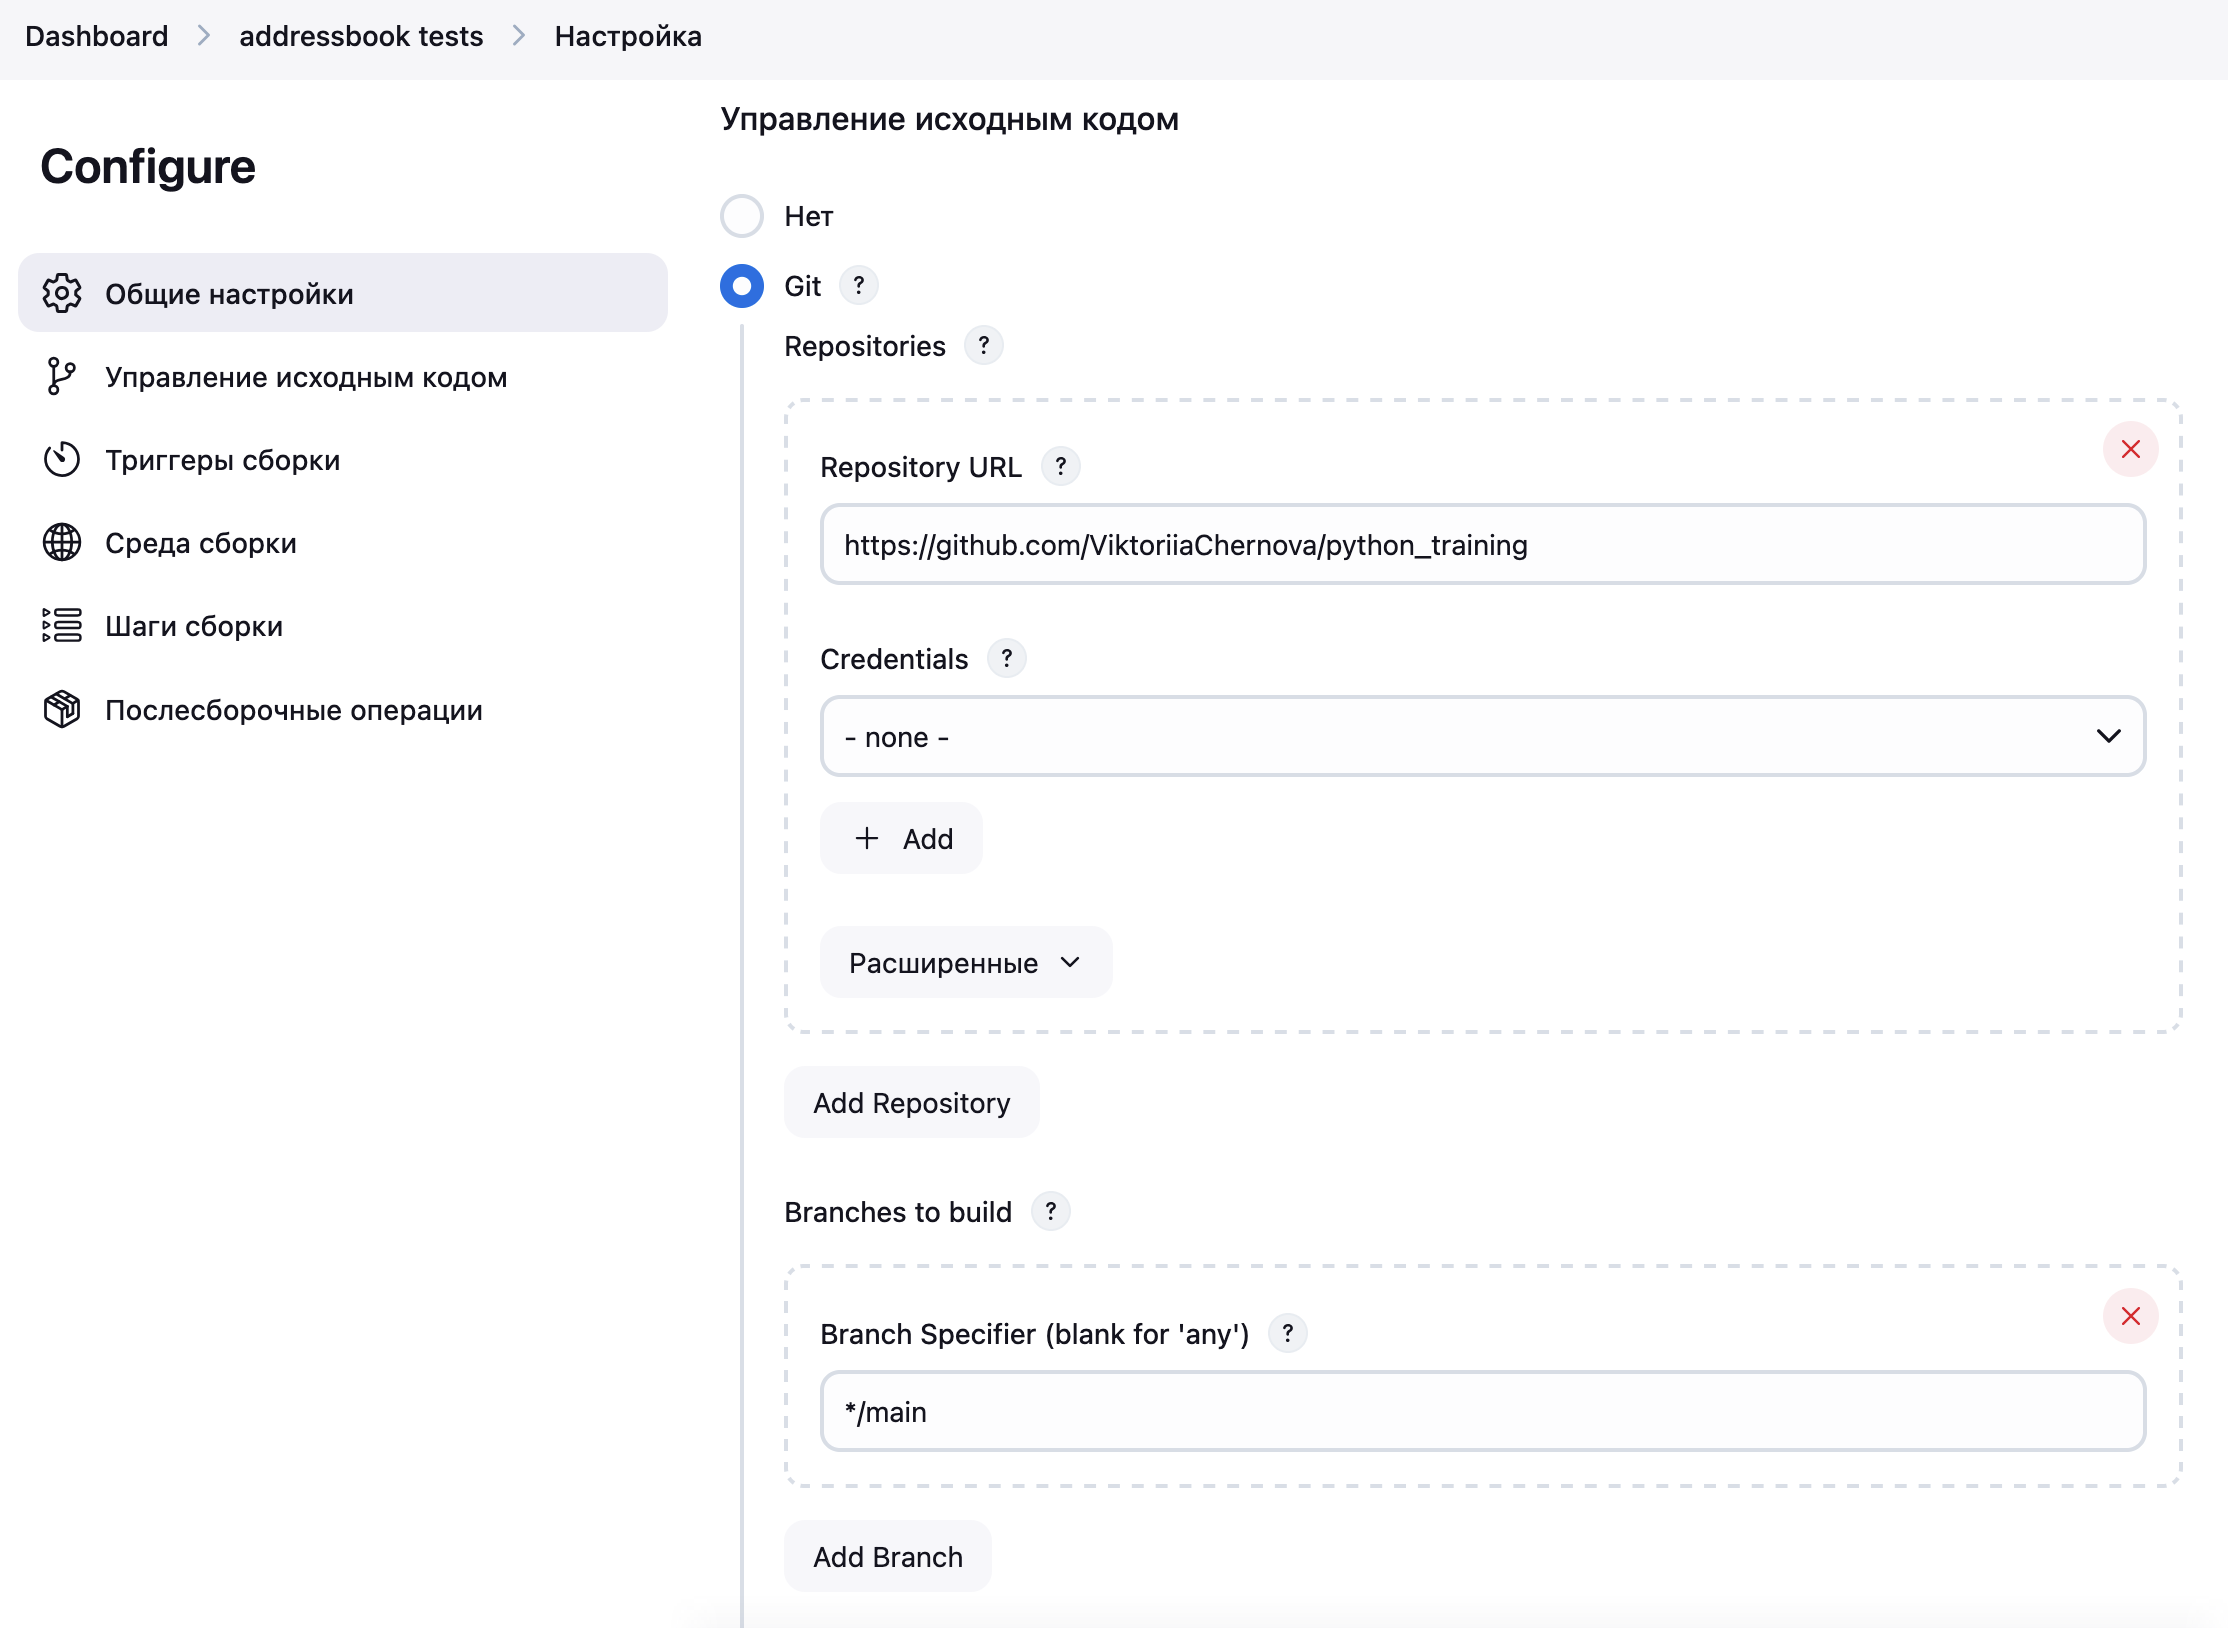 Dashboard > addressbook tests > Настройка
Configure
Общие настройки
Управление исходным кодом
Триггеры сборки
Среда сборки
Шаги сборки
Послесборочные операции
Управление исходным кодом
Нет
Git ?
Repositories ?
Repository URL ?
https://github.com/ViktoriiaChernova/python_training
Credentials ?
- none -
+ Add
Расширенные
Add Repository
Branches to build ?
Branch Specifier (blank for 'any') ?
*/main
Add Branch